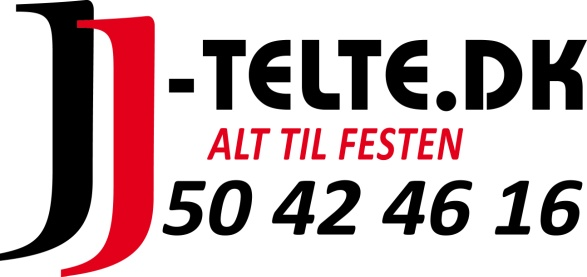 JJ-TELTE.DK
ALT TIL FESTEN
50 42 46 16